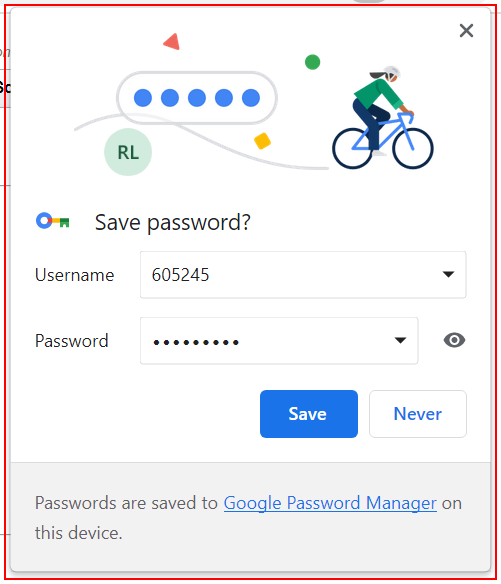 RL
Save password?
Username 605245
Password •••••••••
Save Never
Passwords are saved to Google Password Manager on
this device.